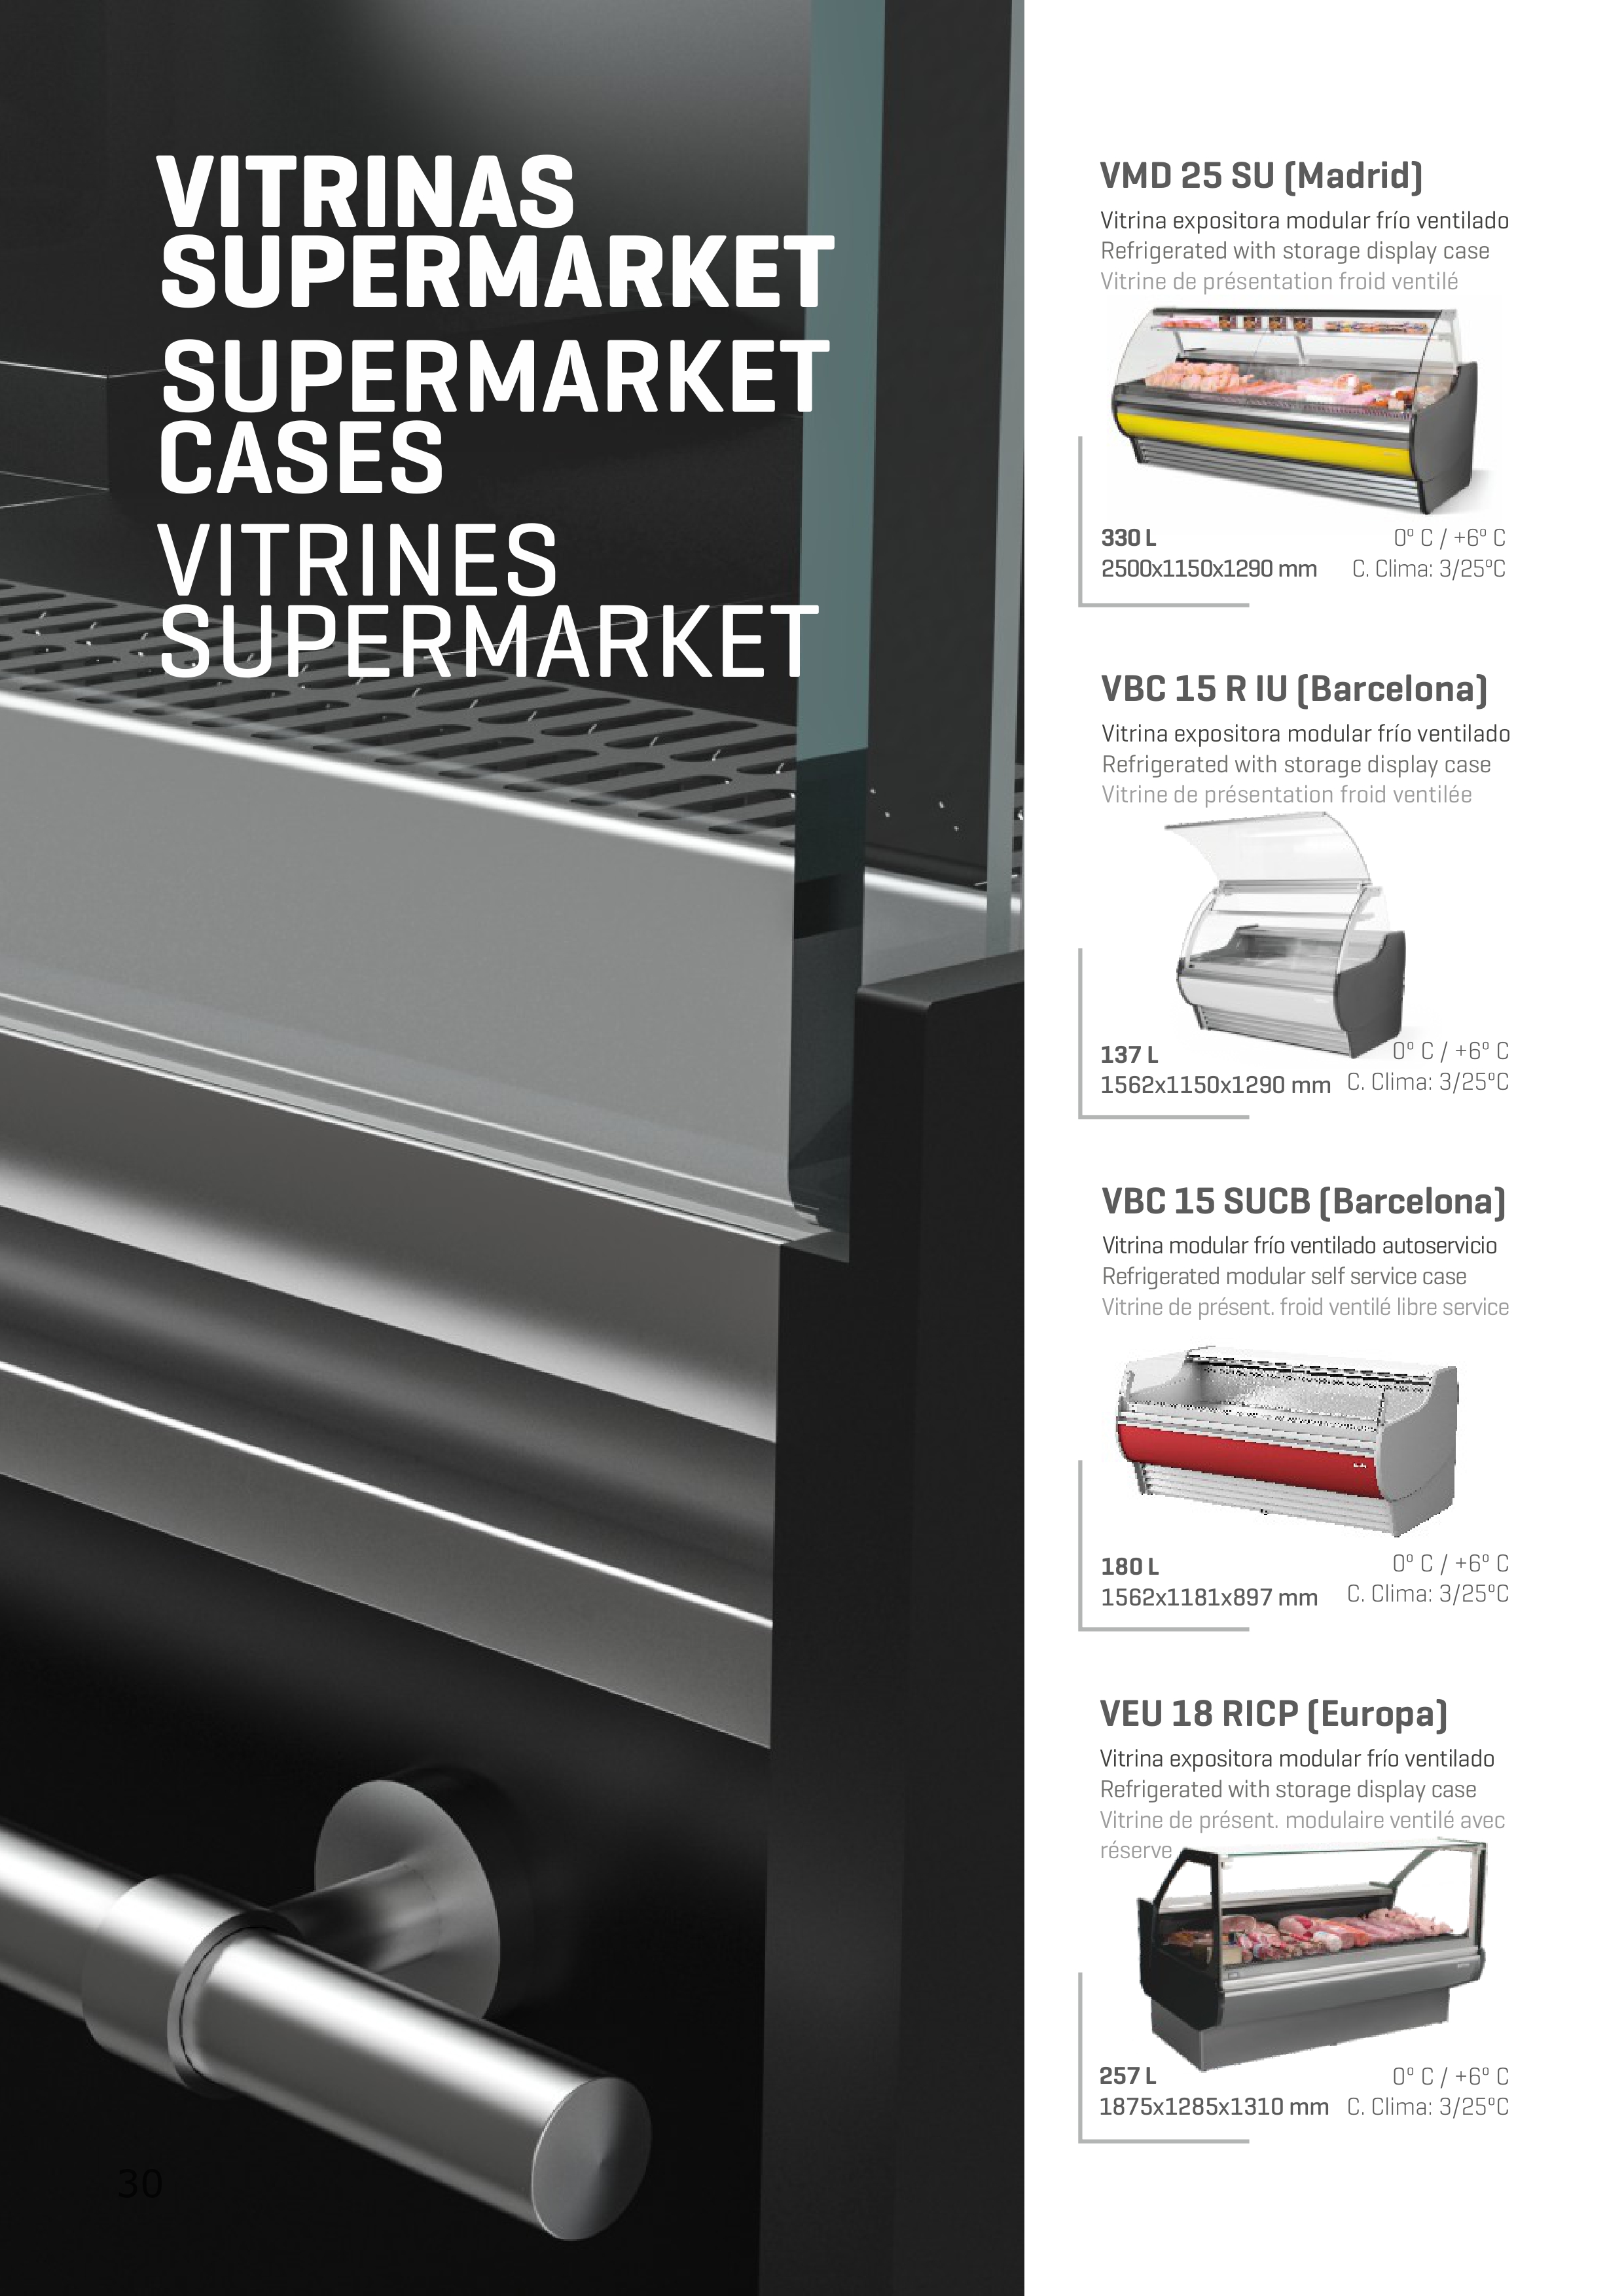 VITRINAS
SUPERMARKET
SUPERMARKET
CASES
VITRINES
SUPERMARKET
30
VMD 25 SU (Madrid)
Vitrina expositora modular frío ventilado
Refrigerated with storage display case
Vitrine de présentation froid ventilé
330 L 0º C / +6º C
2500x1150x1290 mm C. Clima: 3/25ºC
VBC 15 R IU (Barcelona)
Vitrina expositora modular frío ventilado
Refrigerated with storage display case
Vitrine de présentation froid ventilée
137 L 0º C / +6º C
1562x1150x1290 mm C. Clima: 3/25ºC
VBC 15 SUCB (Barcelona)
Vitrina modular frío ventilado autoservicio
Refrigerated modular self service case
Vitrine de présent. froid ventilé libre service
180 L 0º C / +6º C
1562x1181x897 mm C. Clima: 3/25ºC
VEU 18 RICP (Europa)
Vitrina expositora modular frío ventilado
Refrigerated with storage display case
Vitrine de présent. modulaire ventilé avec
réserve
257 L 0º C / +6º C
1875x1285x1310 mm C. Clima: 3/25ºC